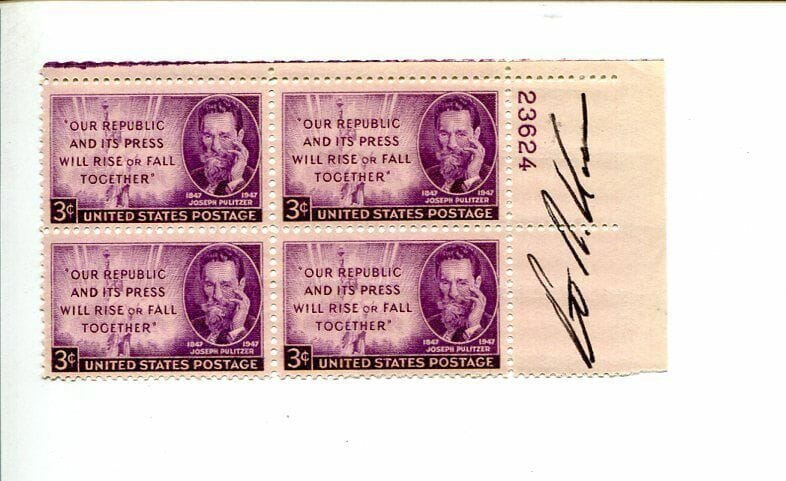 "OUR REPUBLIC
AND ITS PRESS
WILL RISE OR FALL
TOGETHER"
1847 1947
JOSEPH PULITZER
3¢ UNITED STATES POSTAGE
"OUR REPUBLIC
AND ITS PRESS
WILL RISE OR FALL
TOGETHER"
1847 1947
JOSEPH PULITZER
3¢ UNITED STATES POSTAGE
23624
"OUR REPUBLIC
AND ITS PRESS
WILL RISE OR FALL
TOGETHER"
1847 1947
JOSEPH PULITZER
3¢ UNITED STATES POSTAGE
"OUR REPUBLIC
AND ITS PRESS
WILL RISE OR FALL
TOGETHER"
1847 1947
JOSEPH PULITZER
3¢ UNITED STATES POSTAGE